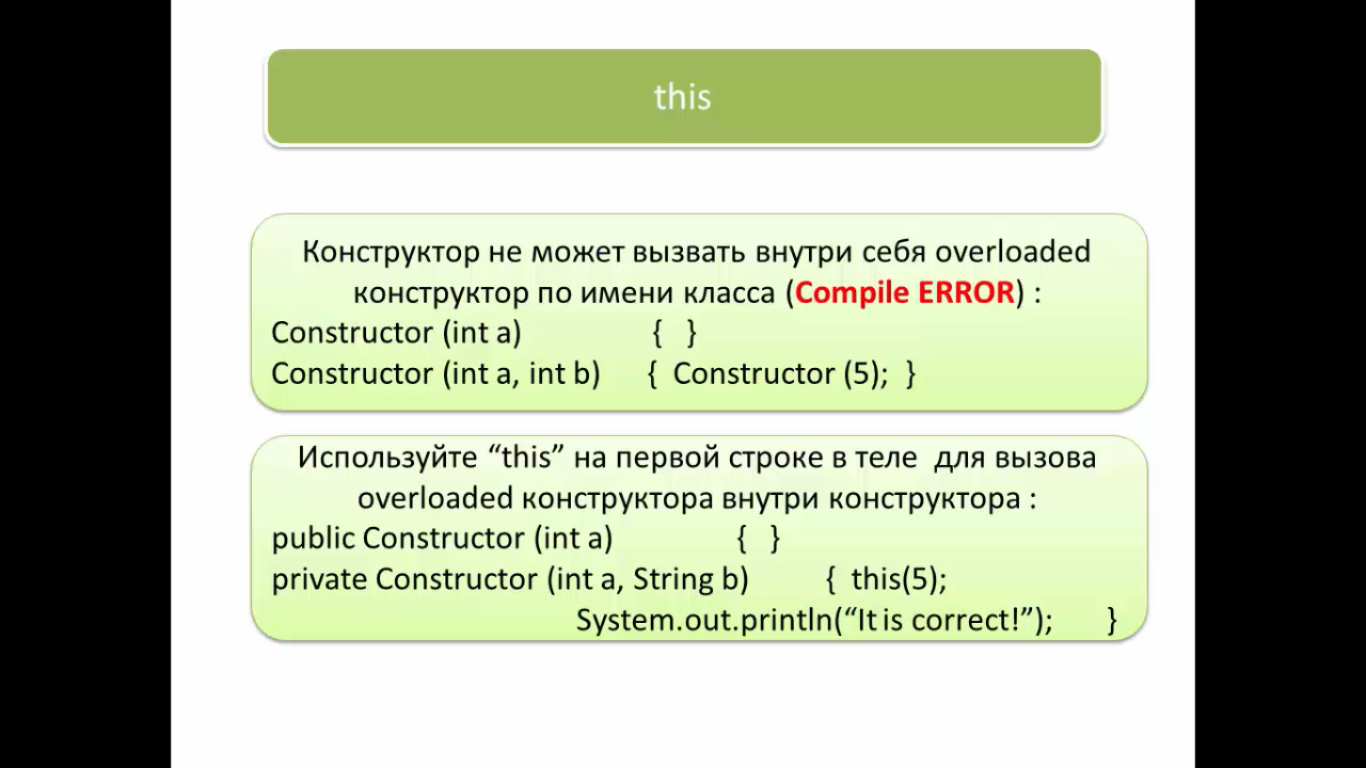 this
Конструктор не может вызвать внутри себя overloaded
конструктор по имени класса (Compile ERROR) :
Constructor (int a) { }
Constructor (int a, int b) { Constructor (5); }
Используйте “this” на первой строке в теле для вызова
overloaded конструктора внутри конструктора :
public Constructor (int a) { }
private Constructor (int a, String b) { this(5);
System.out.println(“It is correct!”); }